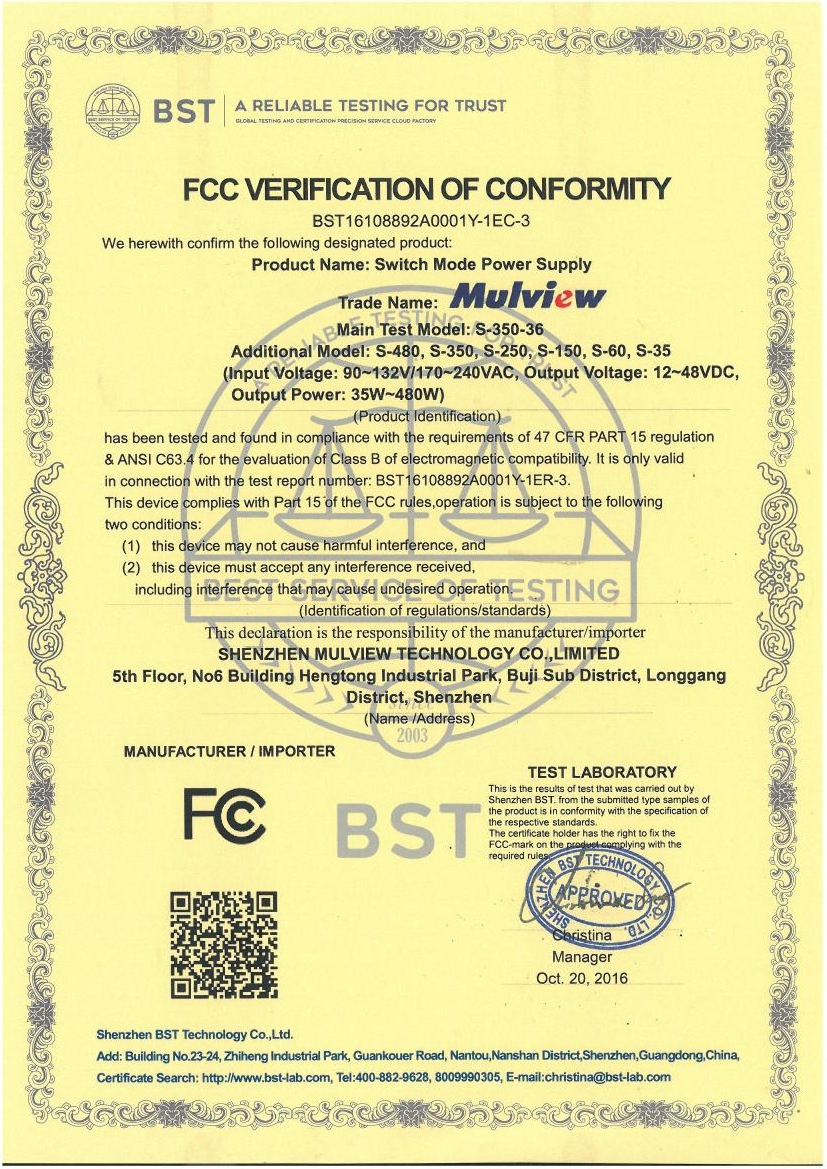 BEST SERVICE OF TESTING
BST
A RELIABLE TESTING FOR TRUST
GLOBAL TESTING AND CERTIFICATION PRECISION SERVICE CLOUD FACTORY
FCC VERIFICATION OF CONFORMITY
BST16108892A0001Y-1EC-3
We herewith confirm the following designated product:
Product Name: Switch Mode Power Supply
Trade Name: Mulview
Main Test Model: S-350-36
Additional Model: S-480, S-350, S-250, S-150, S-60, S-35
(Input Voltage: 90~132V/170~240VAC, Output Voltage: 12~48VDC,
Output Power: 35W~480W)
(Product Identification)
has been tested and found in compliance with the requirements of 47 CFR PART 15 regulation
& ANSI C63.4 for the evaluation of Class B of electromagnetic compatibility. It is only valid
in connection with the test report number: BST16108892A0001Y-1ER-3.
This device complies with Part 15 of the FCC rules,operation is subject to the following
two conditions:
(1) this device may not cause harmful interference, and
(2) this device must accept any interference received,
including interference that may cause undesired operation.
(Identification of regulations/standards)
This declaration is the responsibility of the manufacturer/importer
SHENZHEN MULVIEW TECHNOLOGY CO.,LIMITED
5th Floor, No6 Building Hengtong Industrial Park, Buji Sub District, Longgang
District, Shenzhen
(Name /Address)
A RELIABLE TESTING FOR TRUST
BEST SERVICE OF TESTING
since
2003
BST
MANUFACTURER / IMPORTER
FC
TEST LABORATORY
This is the results of test that was carried out by
Shenzhen BST. from the submitted type samples of
the product is in conformity with the specification of
the respective standards.
The certificate holder has the right to fix the
FCC-mark on the product complying with the
required rules.
SHENZHEN BST TECHNOLOGY CO., LTD.
APPROVED
Christina
Manager
Oct. 20, 2016
Shenzhen BST Technology Co.,Ltd.
Add: Building No.23-24, Zhiheng Industrial Park, Guankouer Road, Nantou,Nanshan District,Shenzhen,Guangdong,China,
Certificate Search: http://www.bst-lab.com, Tel:400-882-9628, 8009990305, E-mail:christina@bst-lab.com